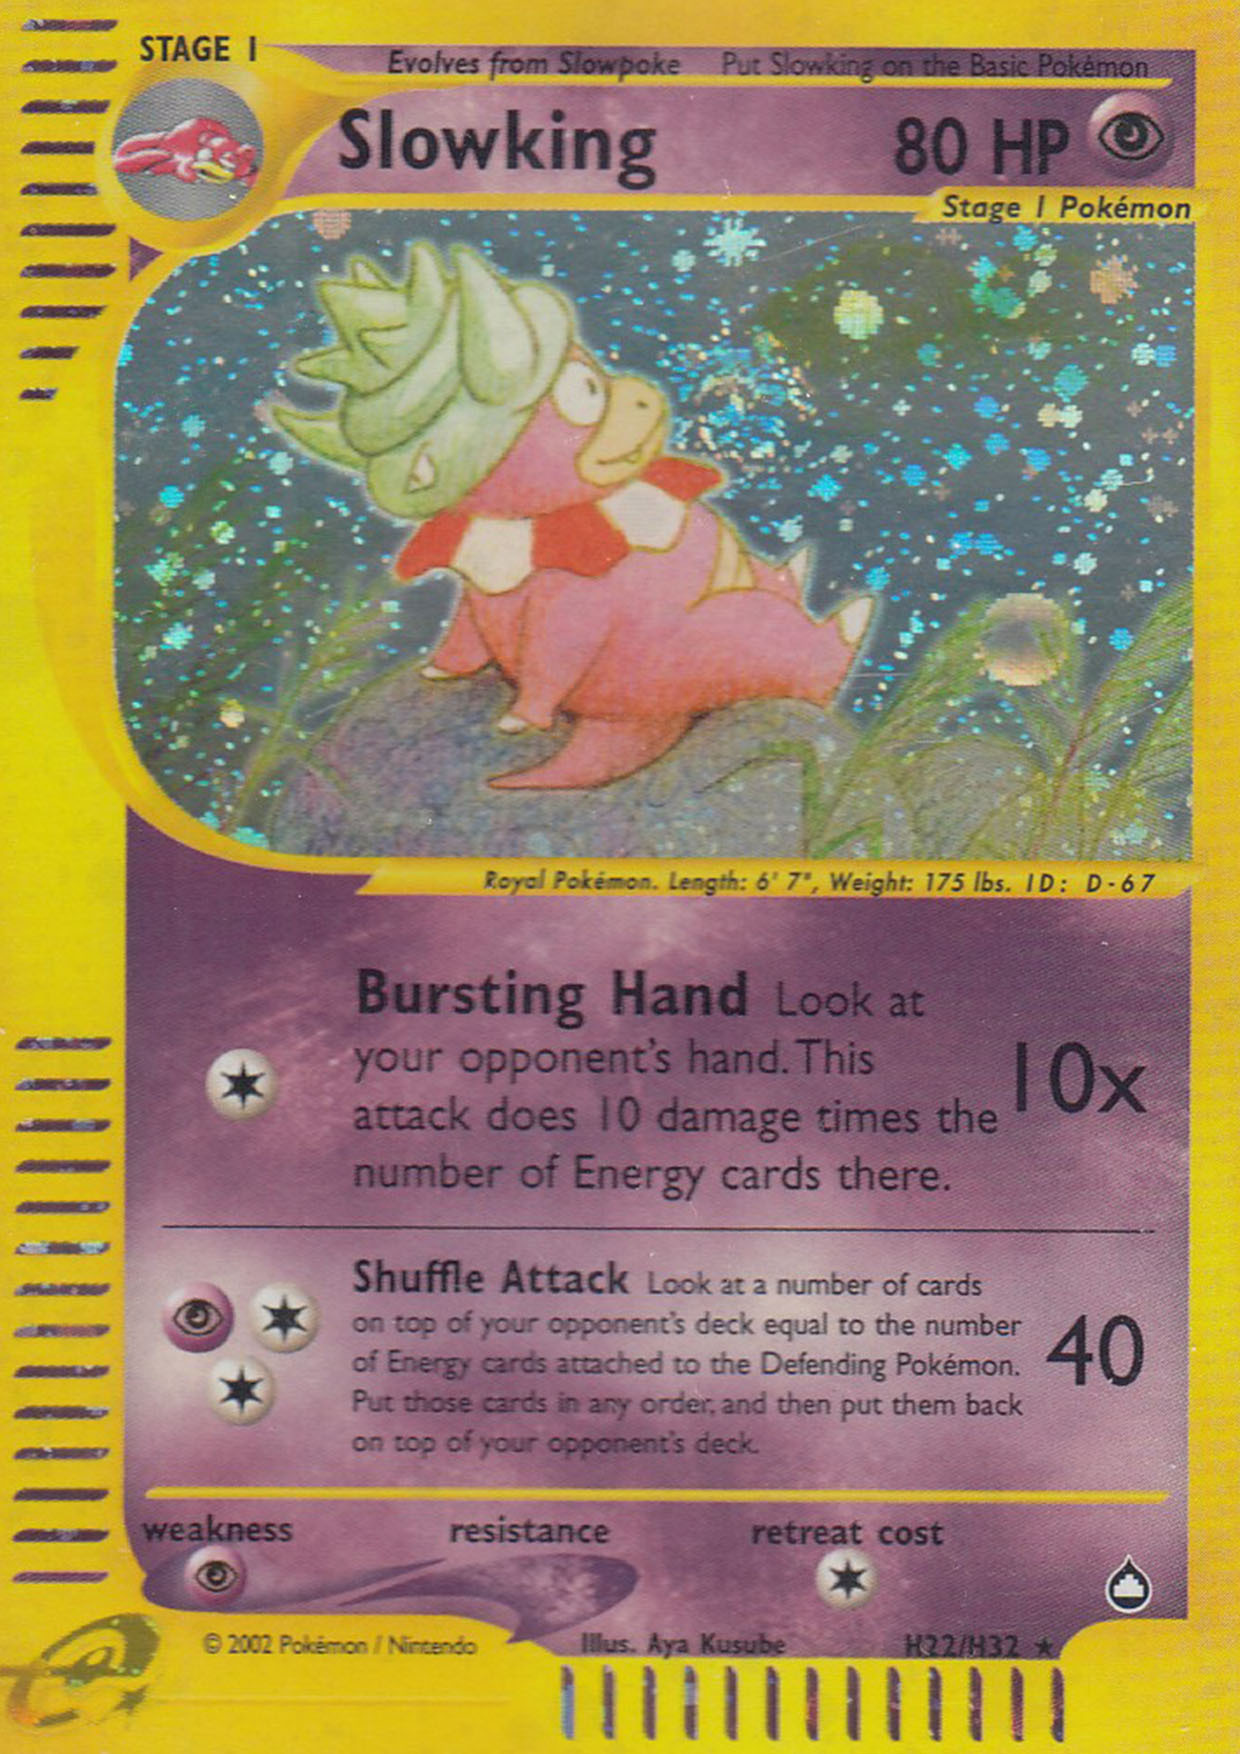 STAGE 1
Evolves from Slowpoke Put Slowking on the Basic Pokémon
Slowking 80 HP
Stage 1 Pokémon
Royal Pokémon. Length: 6' 7", Weight: 175 lbs. ID: D-67
Bursting Hand Look at
your opponent's hand. This
attack does 10 damage times the
number of Energy cards there.
10x
Shuffle Attack Look at a number of cards
on top of your opponent's deck equal to the number
of Energy cards attached to the Defending Pokémon.
Put those cards in any order, and then put them back
on top of your opponent's deck.
40
weakness resistance retreat cost
© 2002 Pokémon / Nintendo Illus. Aya Kusube H22/H32 ★